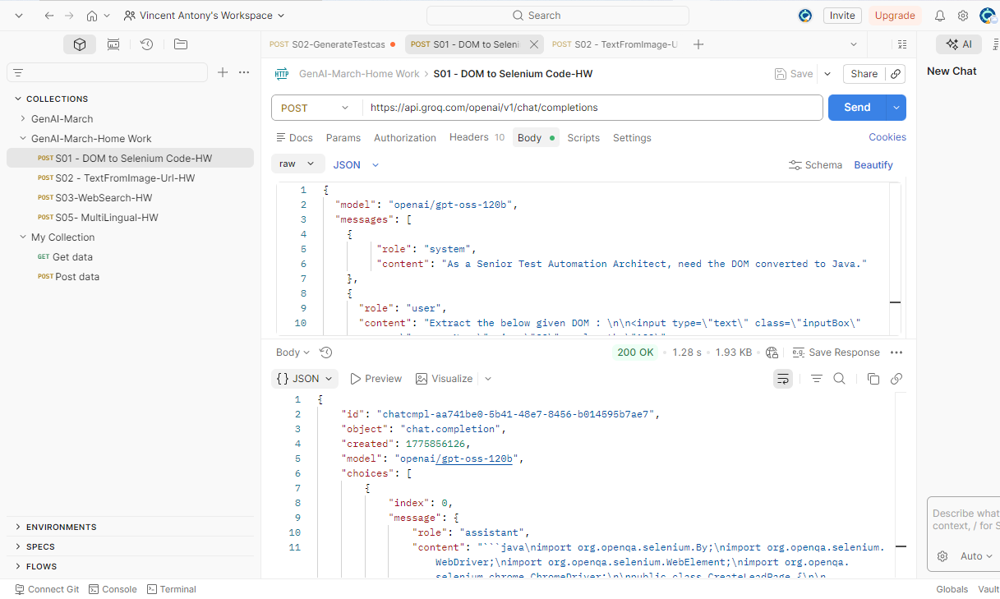 Vincent Antony's Workspace
Search
Invite
Upgrade
POST S02-GenerateTestcas
POST S01 - DOM to Seleni
POST S02 - TextFromImage-U
AI
HTTP GenAI-March-Home Work > S01 - DOM to Selenium Code-HW
Save
Share
New Chat
COLLECTIONS
GenAI-March
GenAI-March-Home Work
POST S01 - DOM to Selenium Code-HW
POST S02 - TextFromImage-Url-HW
POST S03-WebSearch-HW
POST S05- MultiLingual-HW
My Collection
GET Get data
POST Post data
ENVIRONMENTS
SPECS
FLOWS
POST
https://api.groq.com/openai/v1/chat/completions
Send
Docs Params Authorization Headers 10 Body Scripts Settings
Cookies
raw JSON
Schema Beautify
1 {
2 "model": "openai/gpt-oss-120b",
3 "messages": [
4 {
5 "role": "system",
6 "content": "As a Senior Test Automation Architect, need the DOM converted to Java."
7 },
8 {
9 "role": "user",
10 "content": "Extract the below given DOM : \n\n<input type=\"text\" class=\"inputBox\"
Body
200 OK • 1.28 s • 1.93 KB
e.g. Save Response
{} JSON Preview Visualize
1 {
2 "id": "chatcmpl-aa741be0-5b41-48e7-8456-b014595b7ae7",
3 "object": "chat.completion",
4 "created": 1775856126,
5 "model": "openai/gpt-oss-120b",
6 "choices": [
7 {
8 "index": 0,
9 "message": {
10 "role": "assistant",
11 "content": "```java\nimport org.openqa.selenium.By;\nimport org.openqa.selenium.
WebDriver;\nimport org.openqa.selenium.WebElement;\nimport org.openqa.
selenium.chrome.ChromeDriver;\n\npublic class CreateLeadPage {\n\n
Describe what
context, / for S
Auto
Connect Git Console Terminal
Globals Vault